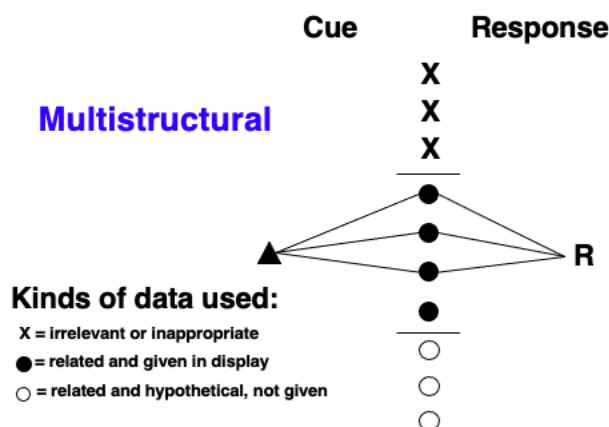 Cue Response
X
X
Multistructural
X
R
Kinds of data used:
X = irrelevant or inappropriate
= related and given in display
= related and hypothetical, not given